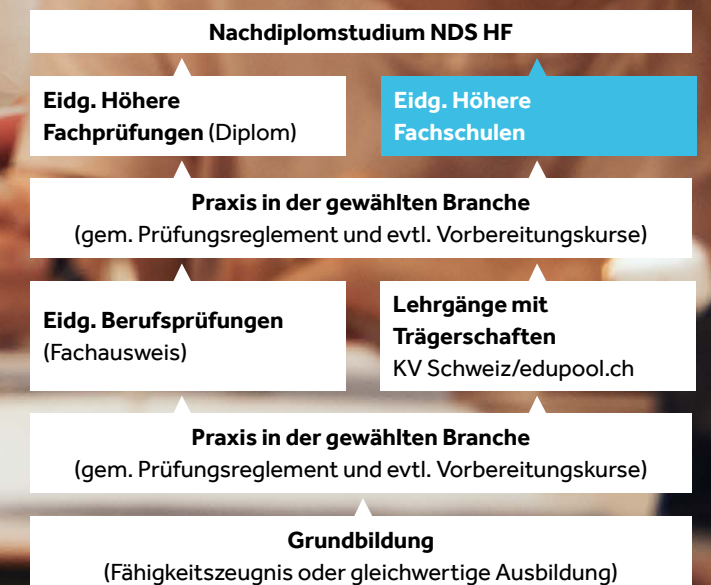 Nachdiplomstudium NDS HF
Eidg. Höhere
Fachprüfungen (Diplom)
Eidg. Höhere
Fachschulen
Praxis in der gewählten Branche
(gem. Prüfungsreglement und evtl. Vorbereitungskurse)
Eidg. Berufsprüfungen
(Fachausweis)
Lehrgänge mit
Trägerschaften
KV Schweiz/edupool.ch
Praxis in der gewählten Branche
(gem. Prüfungsreglement und evtl. Vorbereitungskurse)
Grundbildung
(Fähigkeitszeugnis oder gleichwertige Ausbildung)